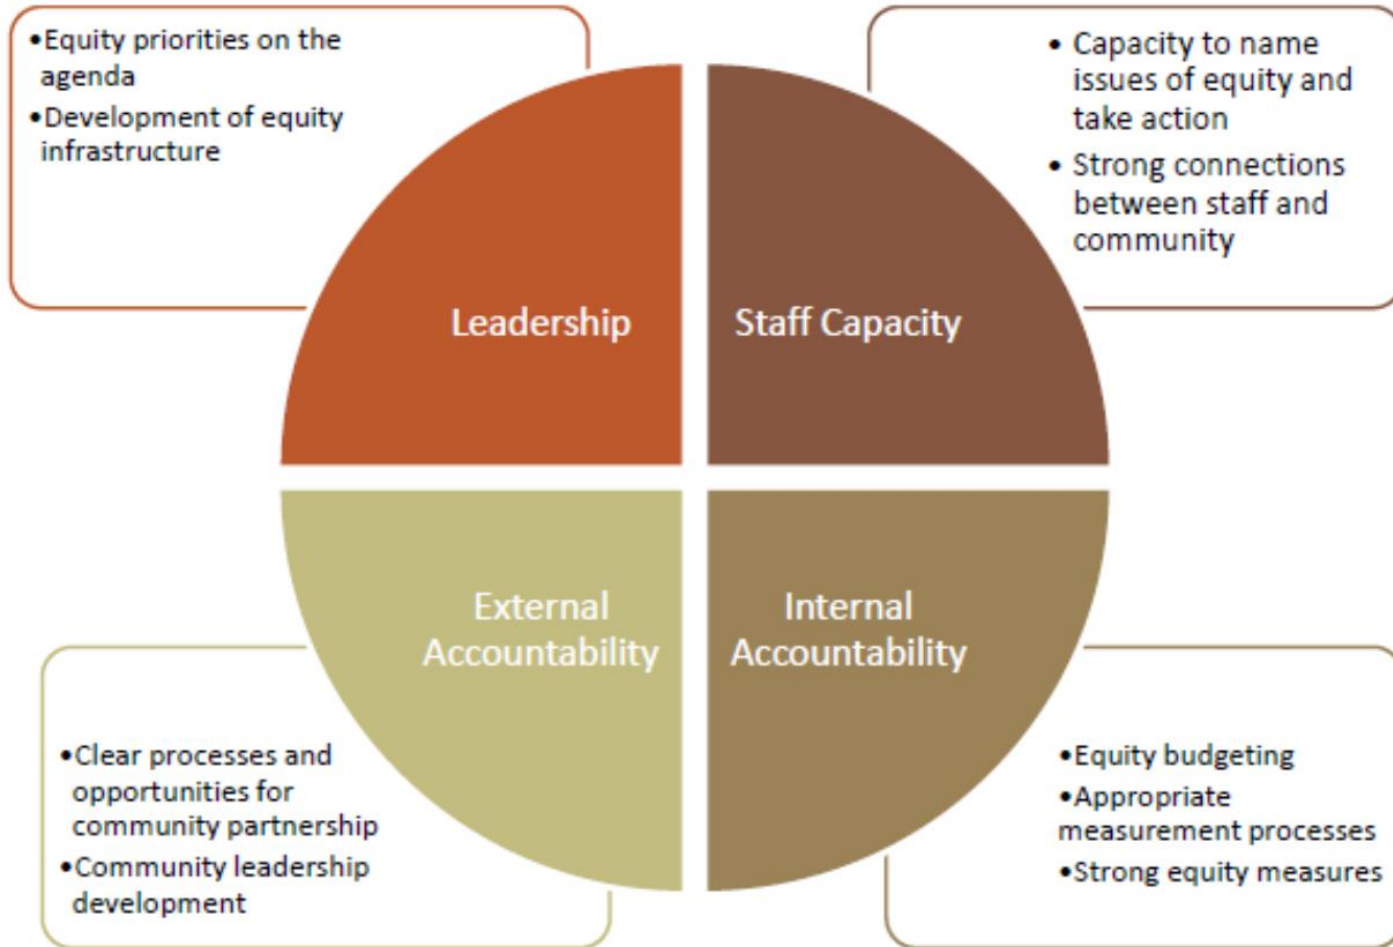 •Equity priorities on the
agenda
•Development of equity
infrastructure
• Capacity to name
issues of equity and
take action
• Strong connections
between staff and
community
Leadership
Staff Capacity
External
Accountability
Internal
Accountability
•Clear processes and
opportunities for
community partnership
•Community leadership
development
•Equity budgeting
•Appropriate
measurement processes
•Strong equity measures